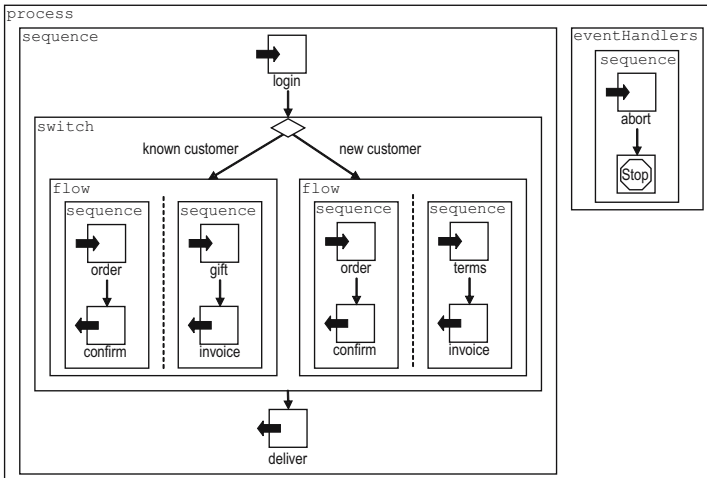 process
sequence
login
switch
known customer
new customer
flow
sequence
order
confirm
sequence
gift
invoice
flow
sequence
order
confirm
sequence
terms
invoice
deliver
eventHandlers
sequence
abort
Stop